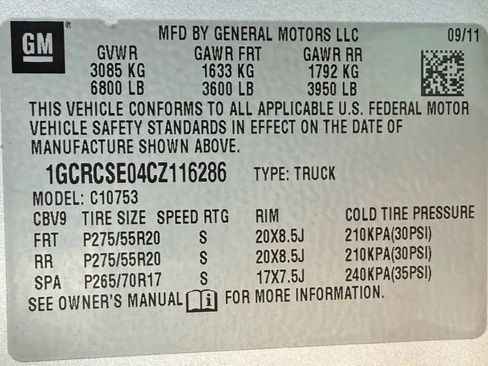 GM
MFD BY GENERAL MOTORS LLC 09/11
GVWR GAWR FRT GAWR RR
3085 KG 1633 KG 1792 KG
6800 LB 3600 LB 3950 LB
THIS VEHICLE CONFORMS TO ALL APPLICABLE U.S. FEDERAL MOTOR
VEHICLE SAFETY STANDARDS IN EFFECT ON THE DATE OF
MANUFACTURE SHOWN ABOVE.
1GCRCSE04CZ116286 TYPE: TRUCK
MODEL: C10753
CBV9 TIRE SIZE SPEED RTG RIM COLD TIRE PRESSURE
FRT P275/55R20 S 20X8.5J 210KPA(30PSI)
RR P275/55R20 S 20X8.5J 210KPA(30PSI)
SPA P265/70R17 S 17X7.5J 240KPA(35PSI)
SEE OWNER'S MANUAL FOR MORE INFORMATION.